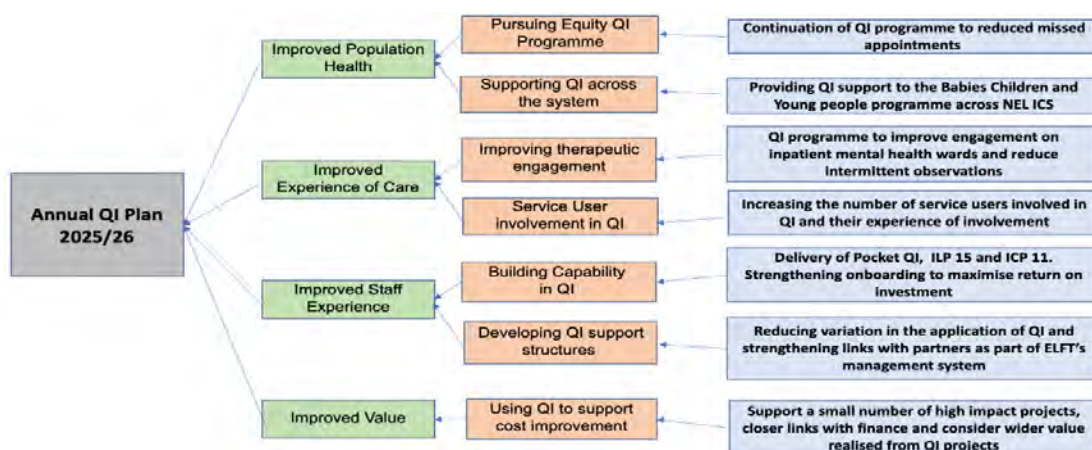 Annual QI Plan
2025/26
Improved Population
Health
Pursuing Equity QI
Programme
Continuation of QI programme to reduced missed
appointments
Supporting QI across
the system
Providing QI support to the Babies Children and
Young people programme across NEL ICS
Improved
Experience of Care
Improving therapeutic
engagement
QI programme to improve engagement on
inpatient mental health wards and reduce
Intermittent observations
Service User
involvement in QI
Increasing the number of service users involved in
QI and their experience of involvement
Improved Staff
Experience
Building Capability
in QI
Delivery of Pocket QI, ILP 15 and ICP 11.
Strengthening onboarding to maximise return on
investment
Developing QI support
structures
Reducing variation in the application of QI and
strengthening links with partners as part of ELFT's
management system
Improved Value
Using QI to support
cost improvement
Support a small number of high impact projects,
closer links with finance and consider wider value
realised from QI projects